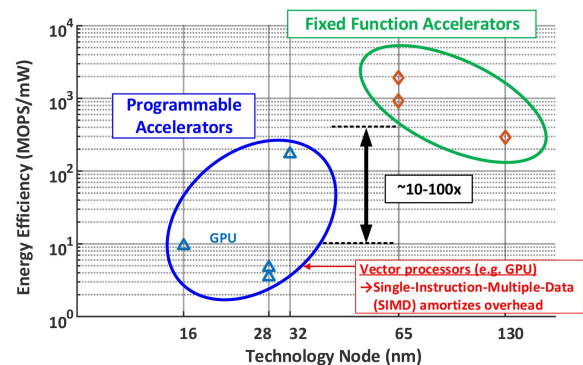 Fixed Function Accelerators
Programmable
Accelerators
GPU
~10-100x
Vector processors (e.g. GPU)
→Single-Instruction-Multiple-Data
(SIMD) amortizes overhead
Energy Efficiency (MOPS/mW)
10^4
10^3
10^2
10^1
10^0
16 28 32 65 130
Technology Node (nm)